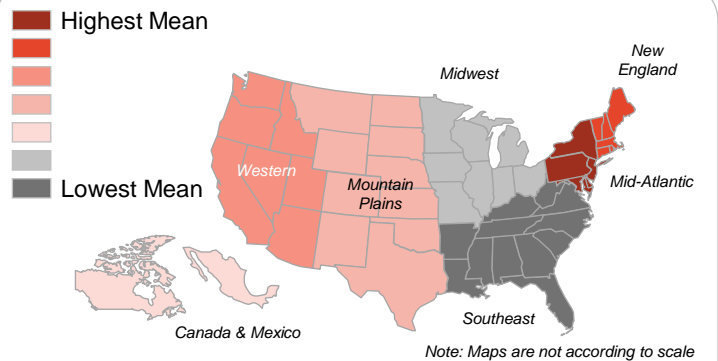 Highest Mean
Lowest Mean
New
England
Midwest
Western
Mountain
Plains
Mid-Atlantic
Southeast
Canada & Mexico
Note: Maps are not according to scale